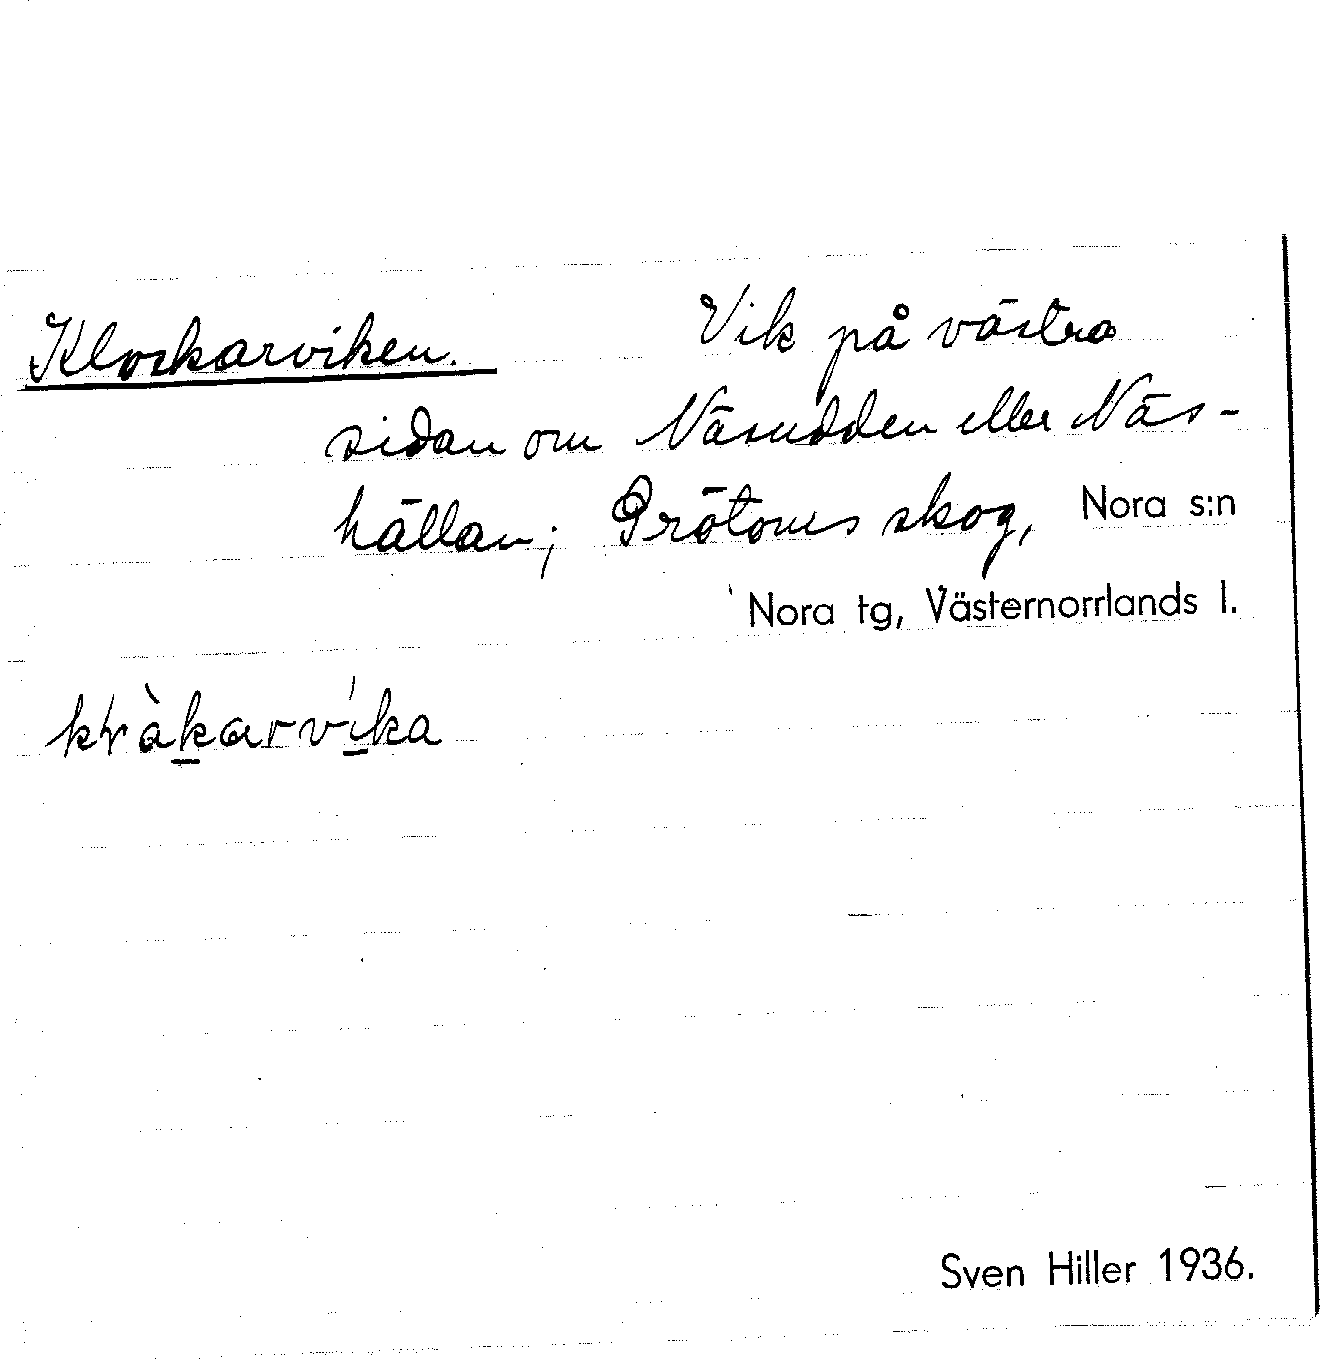 Klockarviken. Vik på västra
sidan om Näsudden eller Näs-
hällan; Prötoms skog, Nora s:n
Nora tg, Västernorrlands l.
kràkarvíka
Sven Hiller 1936.